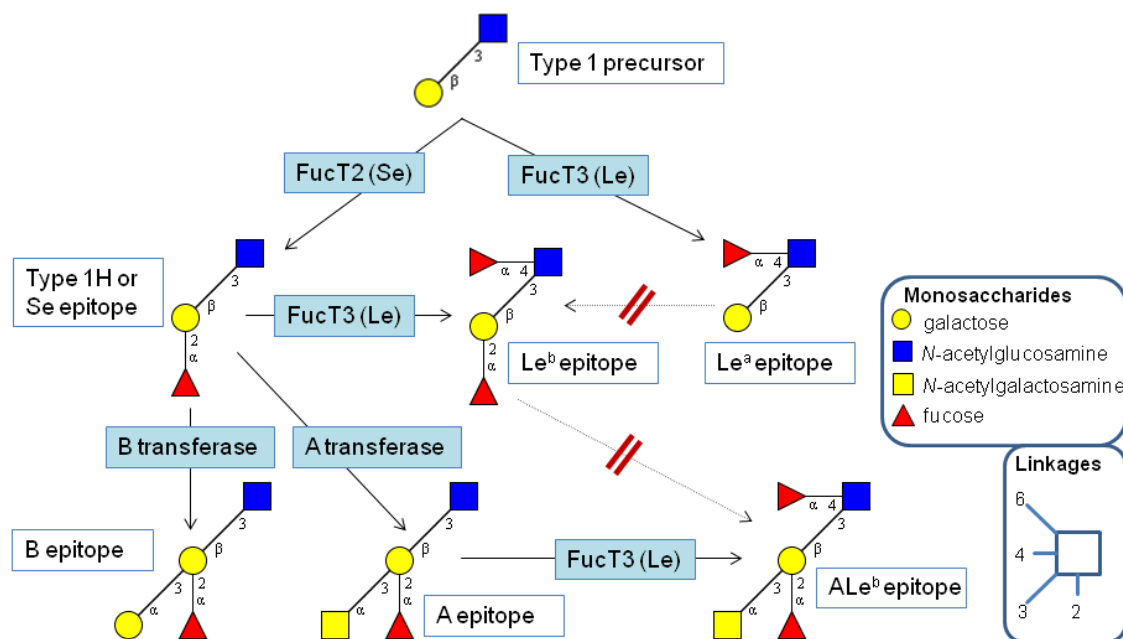 3
β
Type 1 precursor
FucT2 (Se)
FucT3 (Le)
Type 1H or
Se epitope
3
β
2
α
FucT3 (Le)
α 4
3
β
2
α
Leᵇ epitope
α 4
3
β
Leᵃ epitope
Monosaccharides
galactose
N-acetylglucosamine
N-acetylgalactosamine
fucose
B transferase
A transferase
Linkages
6
4
3
2
B epitope
3
β
3
2
α
α
3
β
3
2
α
α
A epitope
FucT3 (Le)
α 4
3
β
3
2
α
α
ALeᵇ epitope